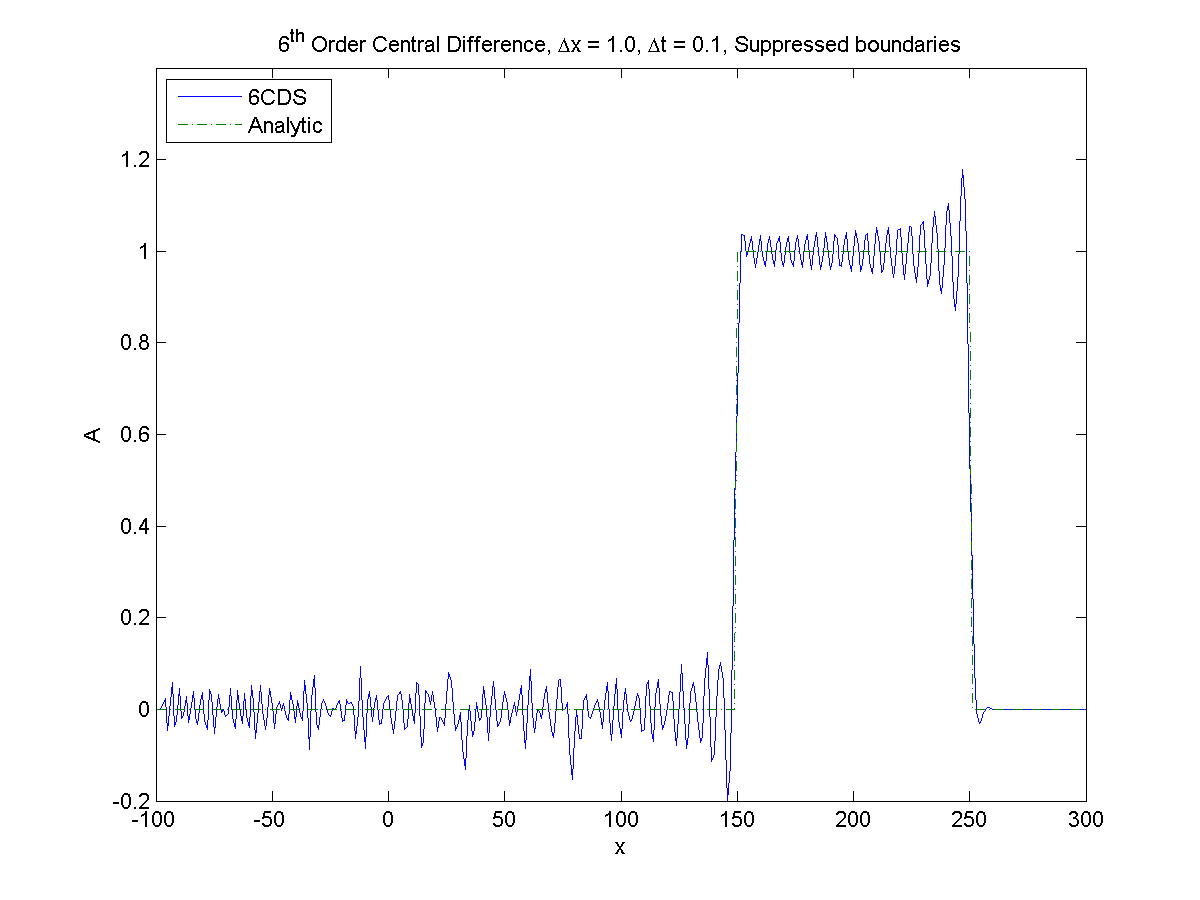 6th Order Central Difference, Δx = 1.0, Δt = 0.1, Suppressed boundaries
6CDS
Analytic
1.2
1
0.8
0.6
A
0.4
0.2
0
-0.2
-100 -50 0 50 100 150 200 250 300
x